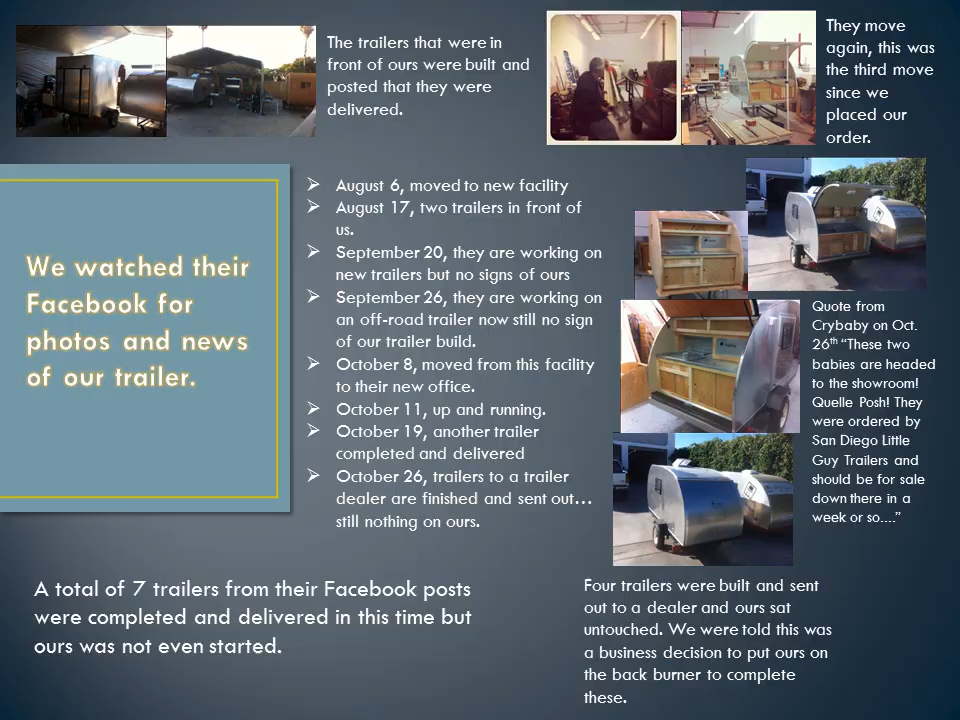 The trailers that were in
front of ours were built and
posted that they were
delivered.
They move
again, this was
the third move
since we
placed our
order.
We watched their
Facebook for
photos and news
of our trailer.
➢ August 6, moved to new facility
➢ August 17, two trailers in front of
us.
➢ September 20, they are working on
new trailers but no signs of ours
➢ September 26, they are working on
an off-road trailer now still no sign
of our trailer build.
➢ October 8, moved from this facility
to their new office.
➢ October 11, up and running.
➢ October 19, another trailer
completed and delivered
➢ October 26, trailers to a trailer
dealer are finished and sent out…
still nothing on ours.
Quote from
Crybaby on Oct.
26th “These two
babies are headed
to the showroom!
Quelle Posh! They
were ordered by
San Diego Little
Guy Trailers and
should be for sale
down there in a
week or so....”
A total of 7 trailers from their Facebook posts
were completed and delivered in this time but
ours was not even started.
Four trailers were built and sent
out to a dealer and ours sat
untouched. We were told this was
a business decision to put ours on
the back burner to complete
these.